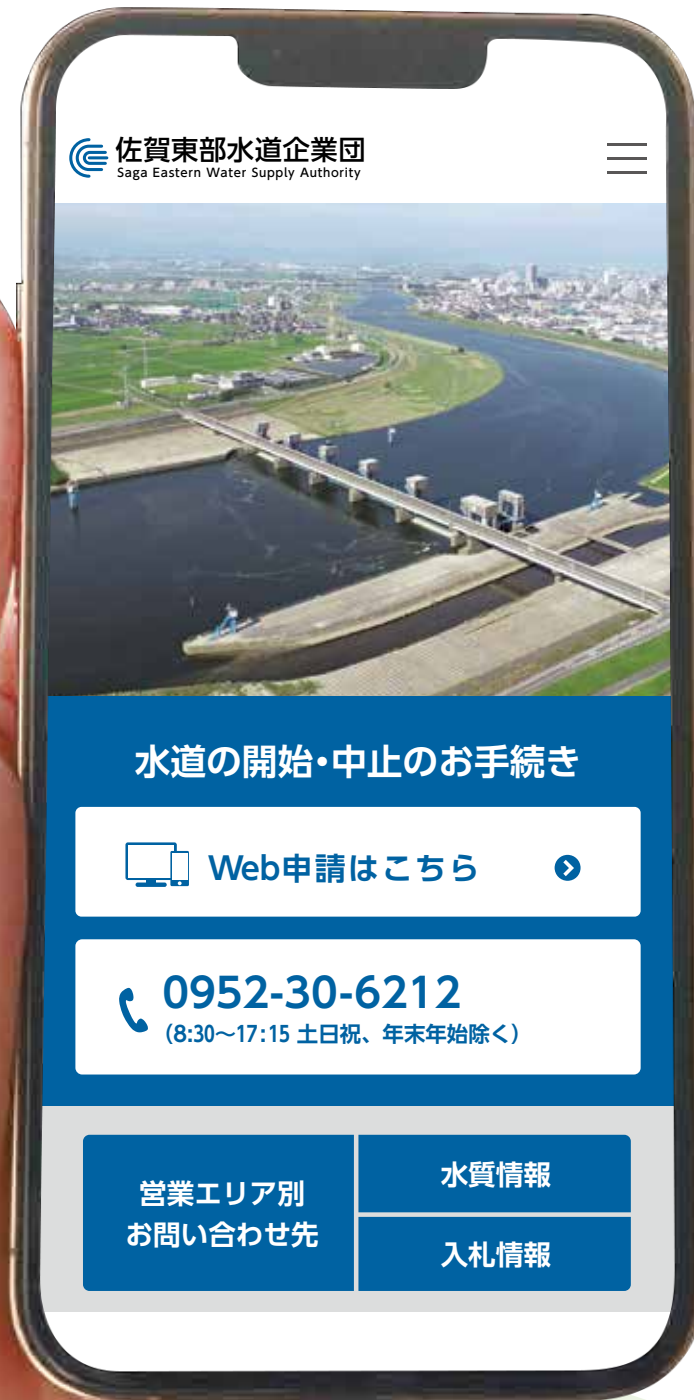 佐賀東部水道企業団
Saga Eastern Water Supply Authority
水道の開始・中止のお手続き
Web申請はこちら
0952-30-6212
（8:30～17:15 土日祝、年末年始除く）
営業エリア別
お問い合わせ先
水質情報
入札情報